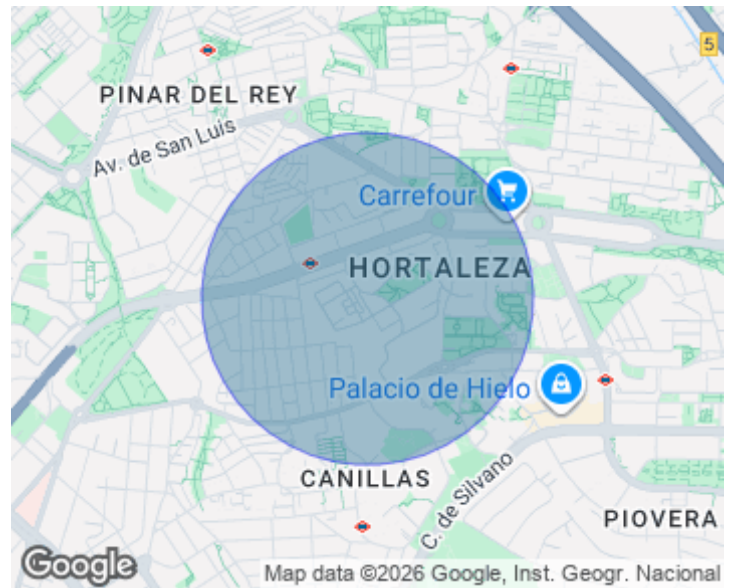 5
PINAR DEL REY
Av. de San Luis
Carrefour
HORTALEZA
Palacio de Hielo
CANILLAS
C. de Silvano
PIOVERA
Google
Map data ©2026 Google, Inst. Geogr. Nacional